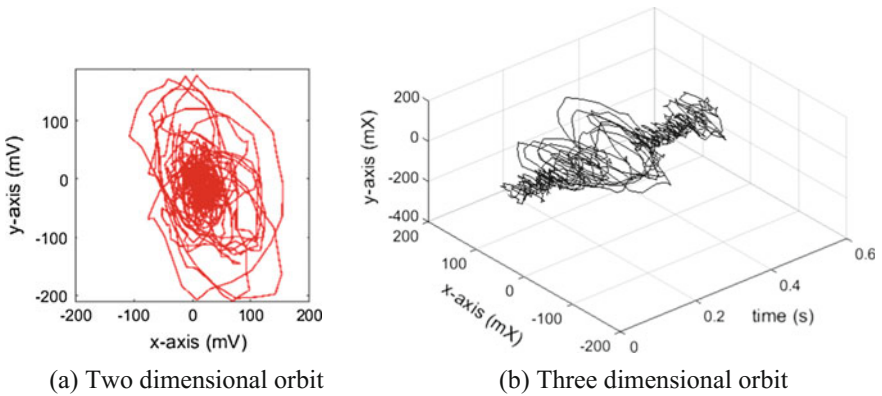 100
0
-100
-200
y-axis (mV)
-200 -100 0 100 200
x-axis (mV)
(a) Two dimensional orbit
200
0
-200
-400
y-axis (mX)
200
100
0
-100
-200
x-axis (mX)
0
0.2
0.4
0.6
time (s)
(b) Three dimensional orbit